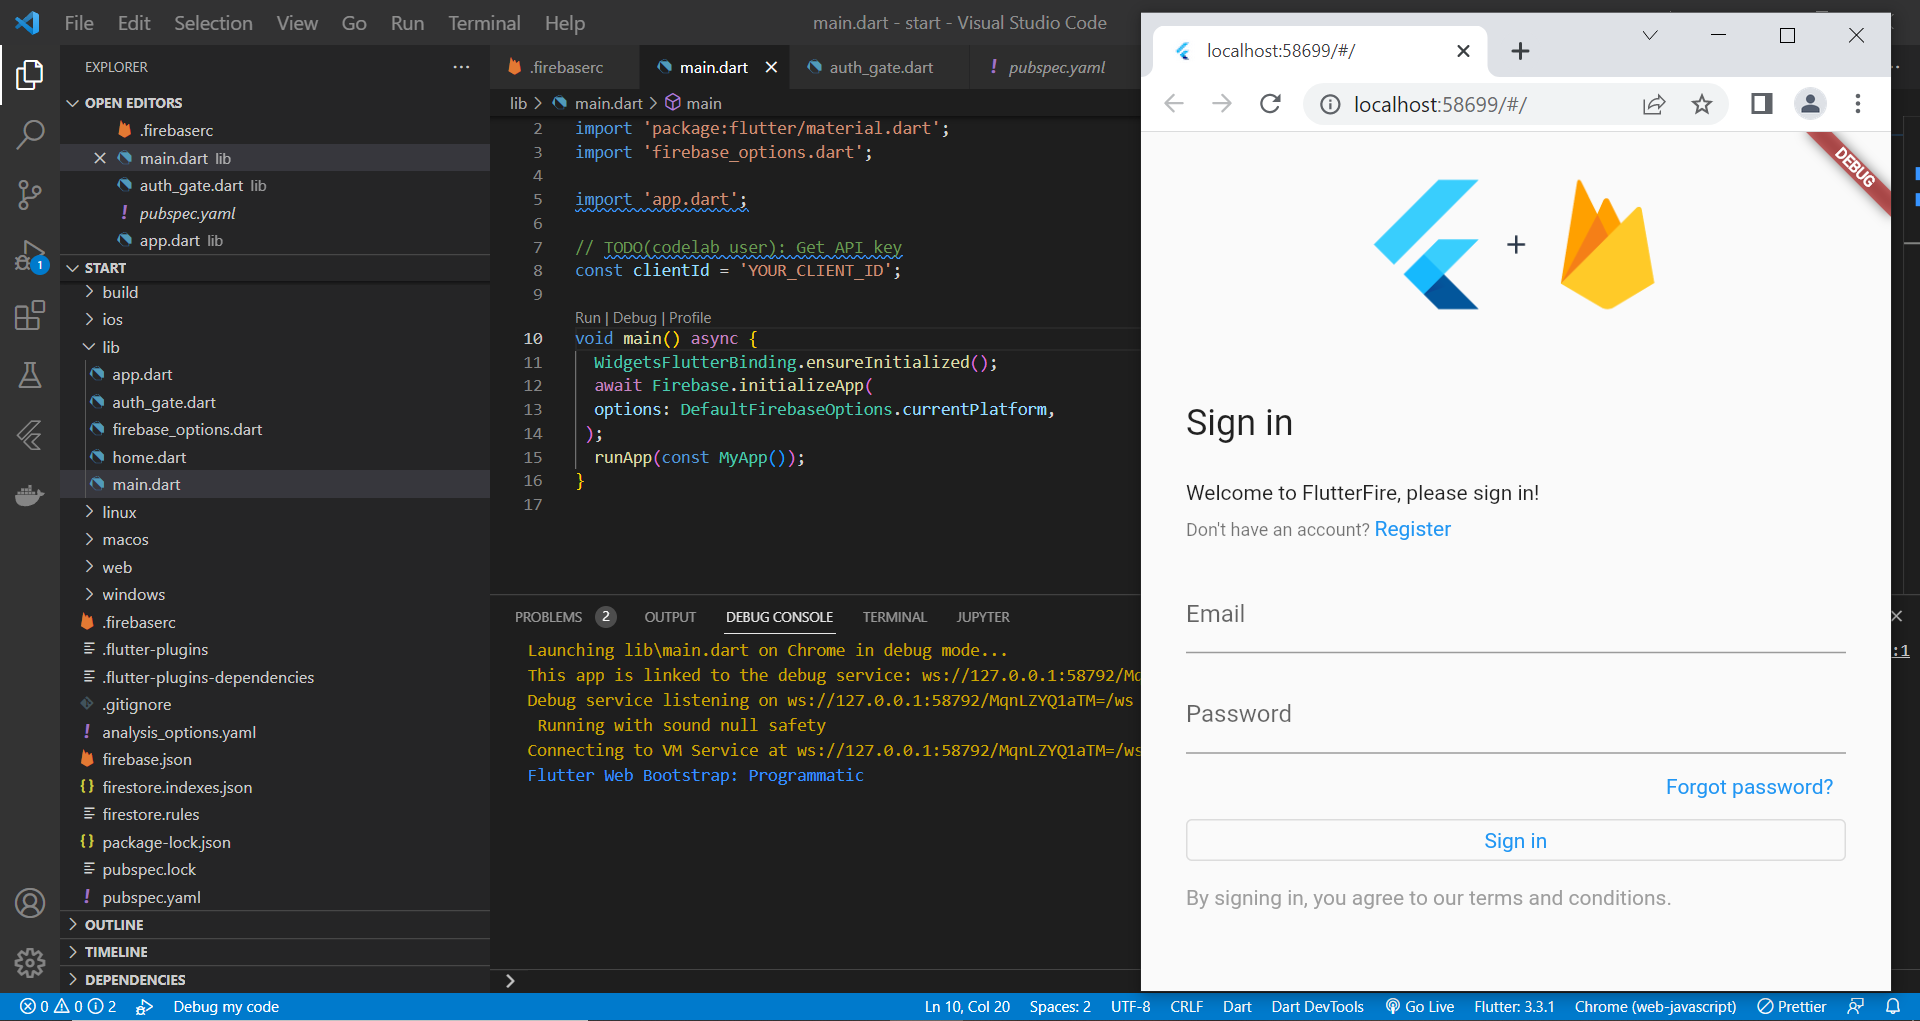 File Edit Selection View Go Run Terminal Help
main.dart - start - Visual Studio Code
EXPLORER
OPEN EDITORS
.firebaserc
main.dart lib
auth_gate.dart lib
! pubspec.yaml
app.dart lib
START
build
ios
lib
app.dart
auth_gate.dart
firebase_options.dart
home.dart
main.dart
linux
macos
web
windows
.firebaserc
.flutter-plugins
.flutter-plugins-dependencies
.gitignore
! analysis_options.yaml
firebase.json
{} firestore.indexes.json
firestore.rules
{} package-lock.json
pubspec.lock
! pubspec.yaml
OUTLINE
TIMELINE
DEPENDENCIES
1
.firebaserc main.dart auth_gate.dart ! pubspec.yaml
lib > main.dart > main
2 import 'package:flutter/material.dart';
3 import 'firebase_options.dart';
4
5 import 'app.dart';
6
7 // TODO(codelab user): Get API key
8 const clientId = 'YOUR_CLIENT_ID';
9
Run | Debug | Profile
10 void main() async {
11 WidgetsFlutterBinding.ensureInitialized();
12 await Firebase.initializeApp(
13 options: DefaultFirebaseOptions.currentPlatform,
14 );
15 runApp(const MyApp());
16 }
17
PROBLEMS 2 OUTPUT DEBUG CONSOLE TERMINAL JUPYTER
Launching lib\main.dart on Chrome in debug mode...
This app is linked to the debug service: ws://127.0.0.1:58792/Mq
Debug service listening on ws://127.0.0.1:58792/MqnLZYQ1aTM=/ws
Running with sound null safety
Connecting to VM Service at ws://127.0.0.1:58792/MqnLZYQ1aTM=/ws
Flutter Web Bootstrap: Programmatic
:1
localhost:58699/#/
localhost:58699/#/
DEBUG
+
Sign in
Welcome to FlutterFire, please sign in!
Don't have an account? Register
Email
Password
Forgot password?
Sign in
By signing in, you agree to our terms and conditions.
0 0 2 Debug my code Ln 10, Col 20 Spaces: 2 UTF-8 CRLF Dart Dart DevTools Go Live Flutter: 3.3.1 Chrome (web-javascript) Prettier